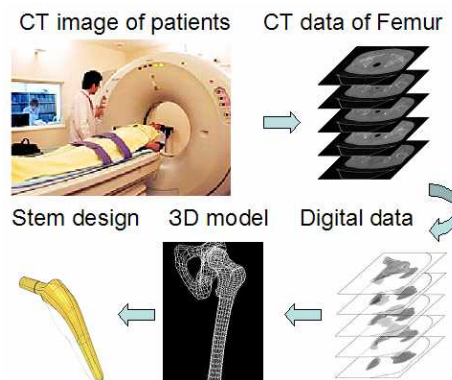 CT image of patients
CT data of Femur
Stem design
3D model
Digital data